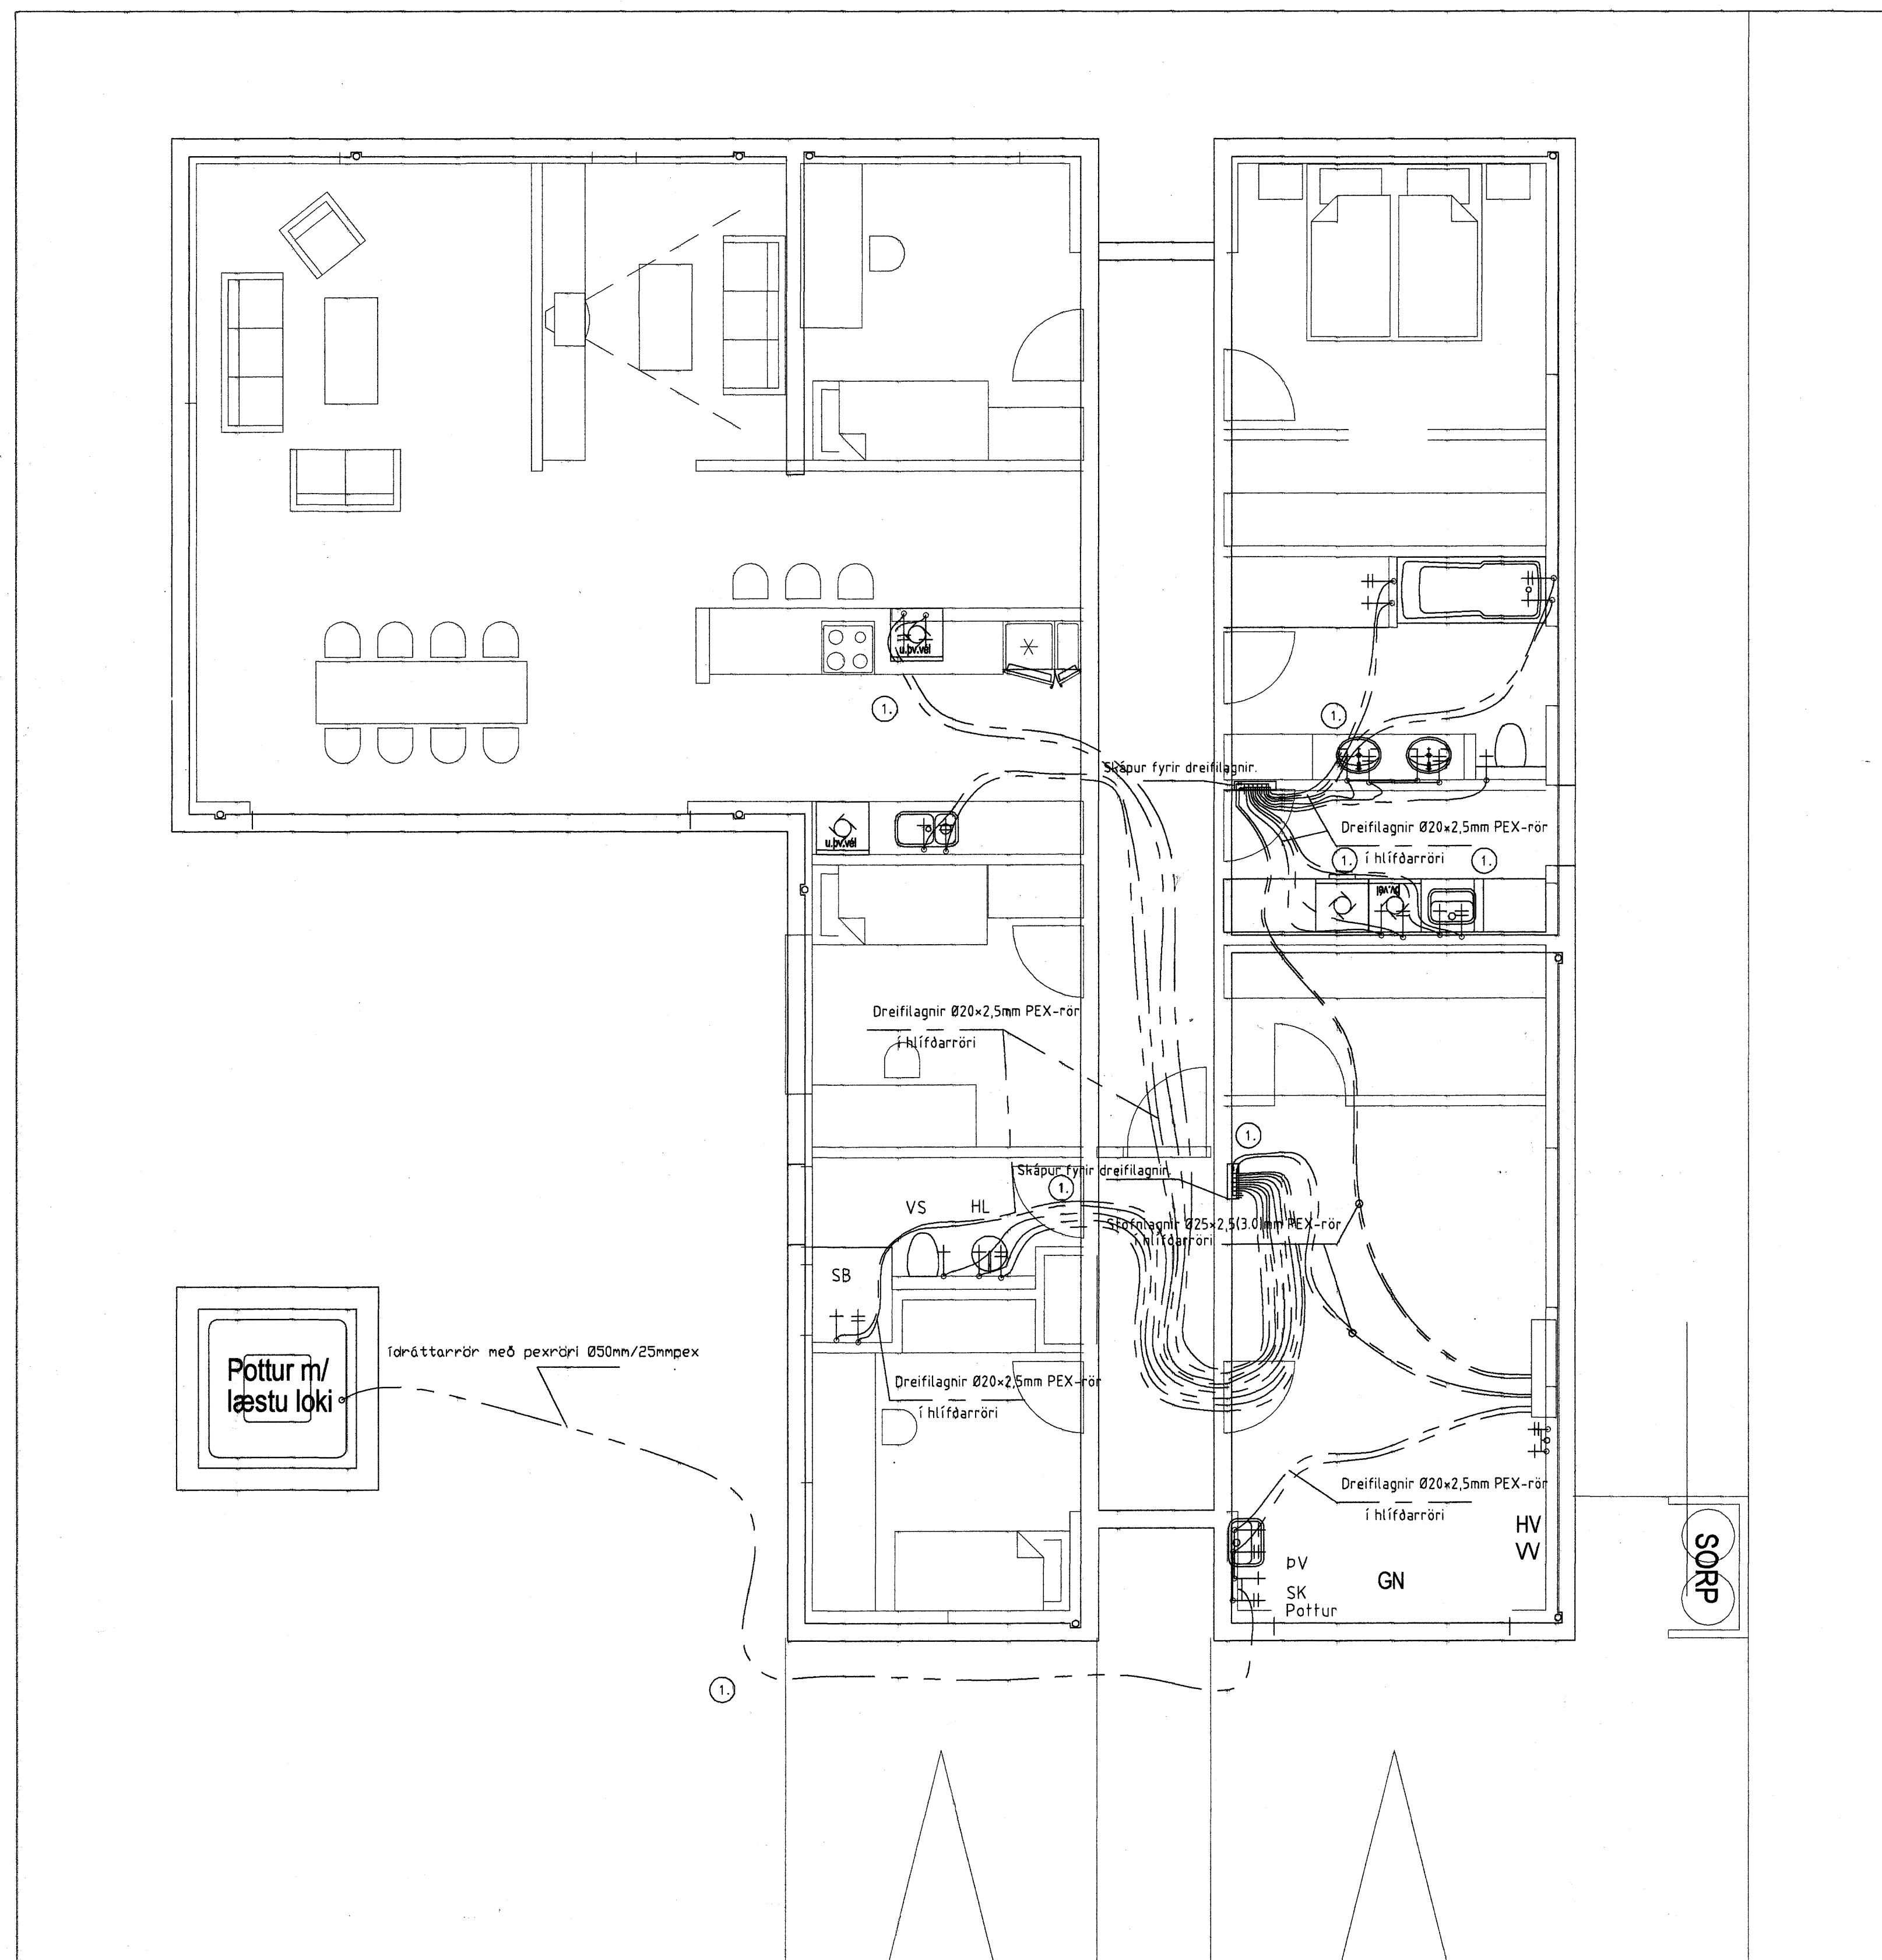 u.þv.vél
1.
1.
Skápur fyrir dreifilagnir.
Dreifilagnir Ø20×2,5mm PEX-rör
í hlífðarröri
u.þv.vél
1.
1.
þv.vél
Dreifilagnir Ø20×2,5mm PEX-rör
í hlífðarröri
1.
Skápur fyrir dreifilagnir.
1.
VS
HL
Stofnlagnir Ø25×2,5(3.0)mm PEX-rör
í hlífðarröri
SB
ídráttarrör með pexröri Ø50mm/25mmpex
Pottur m/
læstu loki
Dreifilagnir Ø20×2,5mm PEX-rör
í hlífðarröri
Dreifilagnir Ø20×2,5mm PEX-rör
í hlífðarröri
HV
VV
ÞV
GN
SK
Pottur
SORP
1.